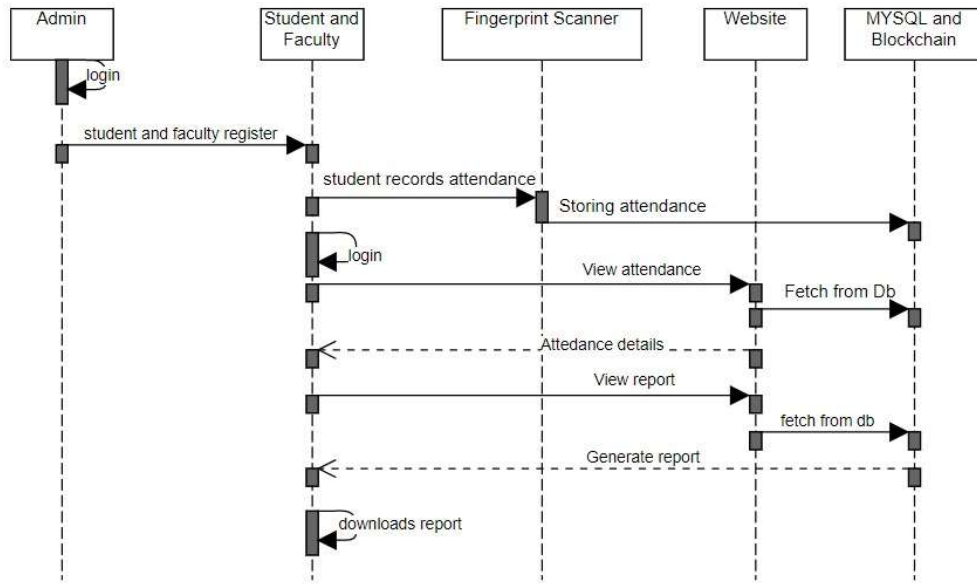 Admin
Student and
Faculty
Fingerprint Scanner
Website
MYSQL and
Blockchain
login
student and faculty register
student records attendance
Storing attendance
login
View attendance
Fetch from Db
Attedance details
View report
fetch from db
Generate report
downloads report